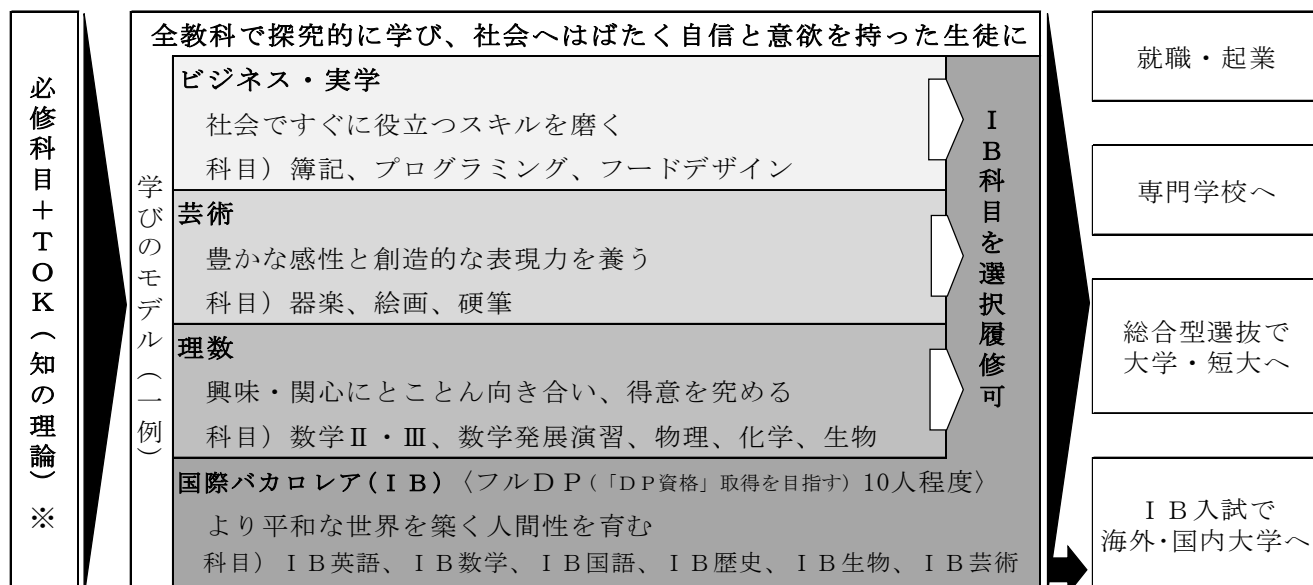 必修科目＋ＴＯＫ（知の理論）※
全教科で探究的に学び、社会へはばたく自信と意欲を持った生徒に
学びのモデル（一例）
ビジネス・実学
社会ですぐに役立つスキルを磨く
科目）簿記、プログラミング、フードデザイン
芸術
豊かな感性と創造的な表現力を養う
科目）器楽、絵画、硬筆
理数
興味・関心にとことん向き合い、得意を究める
科目）数学Ⅱ・Ⅲ、数学発展演習、物理、化学、生物
国際バカロレア(ＩＢ)〈フルＤＰ(「ＤＰ資格」取得を目指す) 10人程度〉
より平和な世界を築く人間性を育む
科目）ＩＢ英語、ＩＢ数学、ＩＢ国語、ＩＢ歴史、ＩＢ生物、ＩＢ芸術
ＩＢ科目を選択履修可
就職・起業
専門学校へ
総合型選抜で
大学・短大へ
ＩＢ入試で
海外・国内大学へ